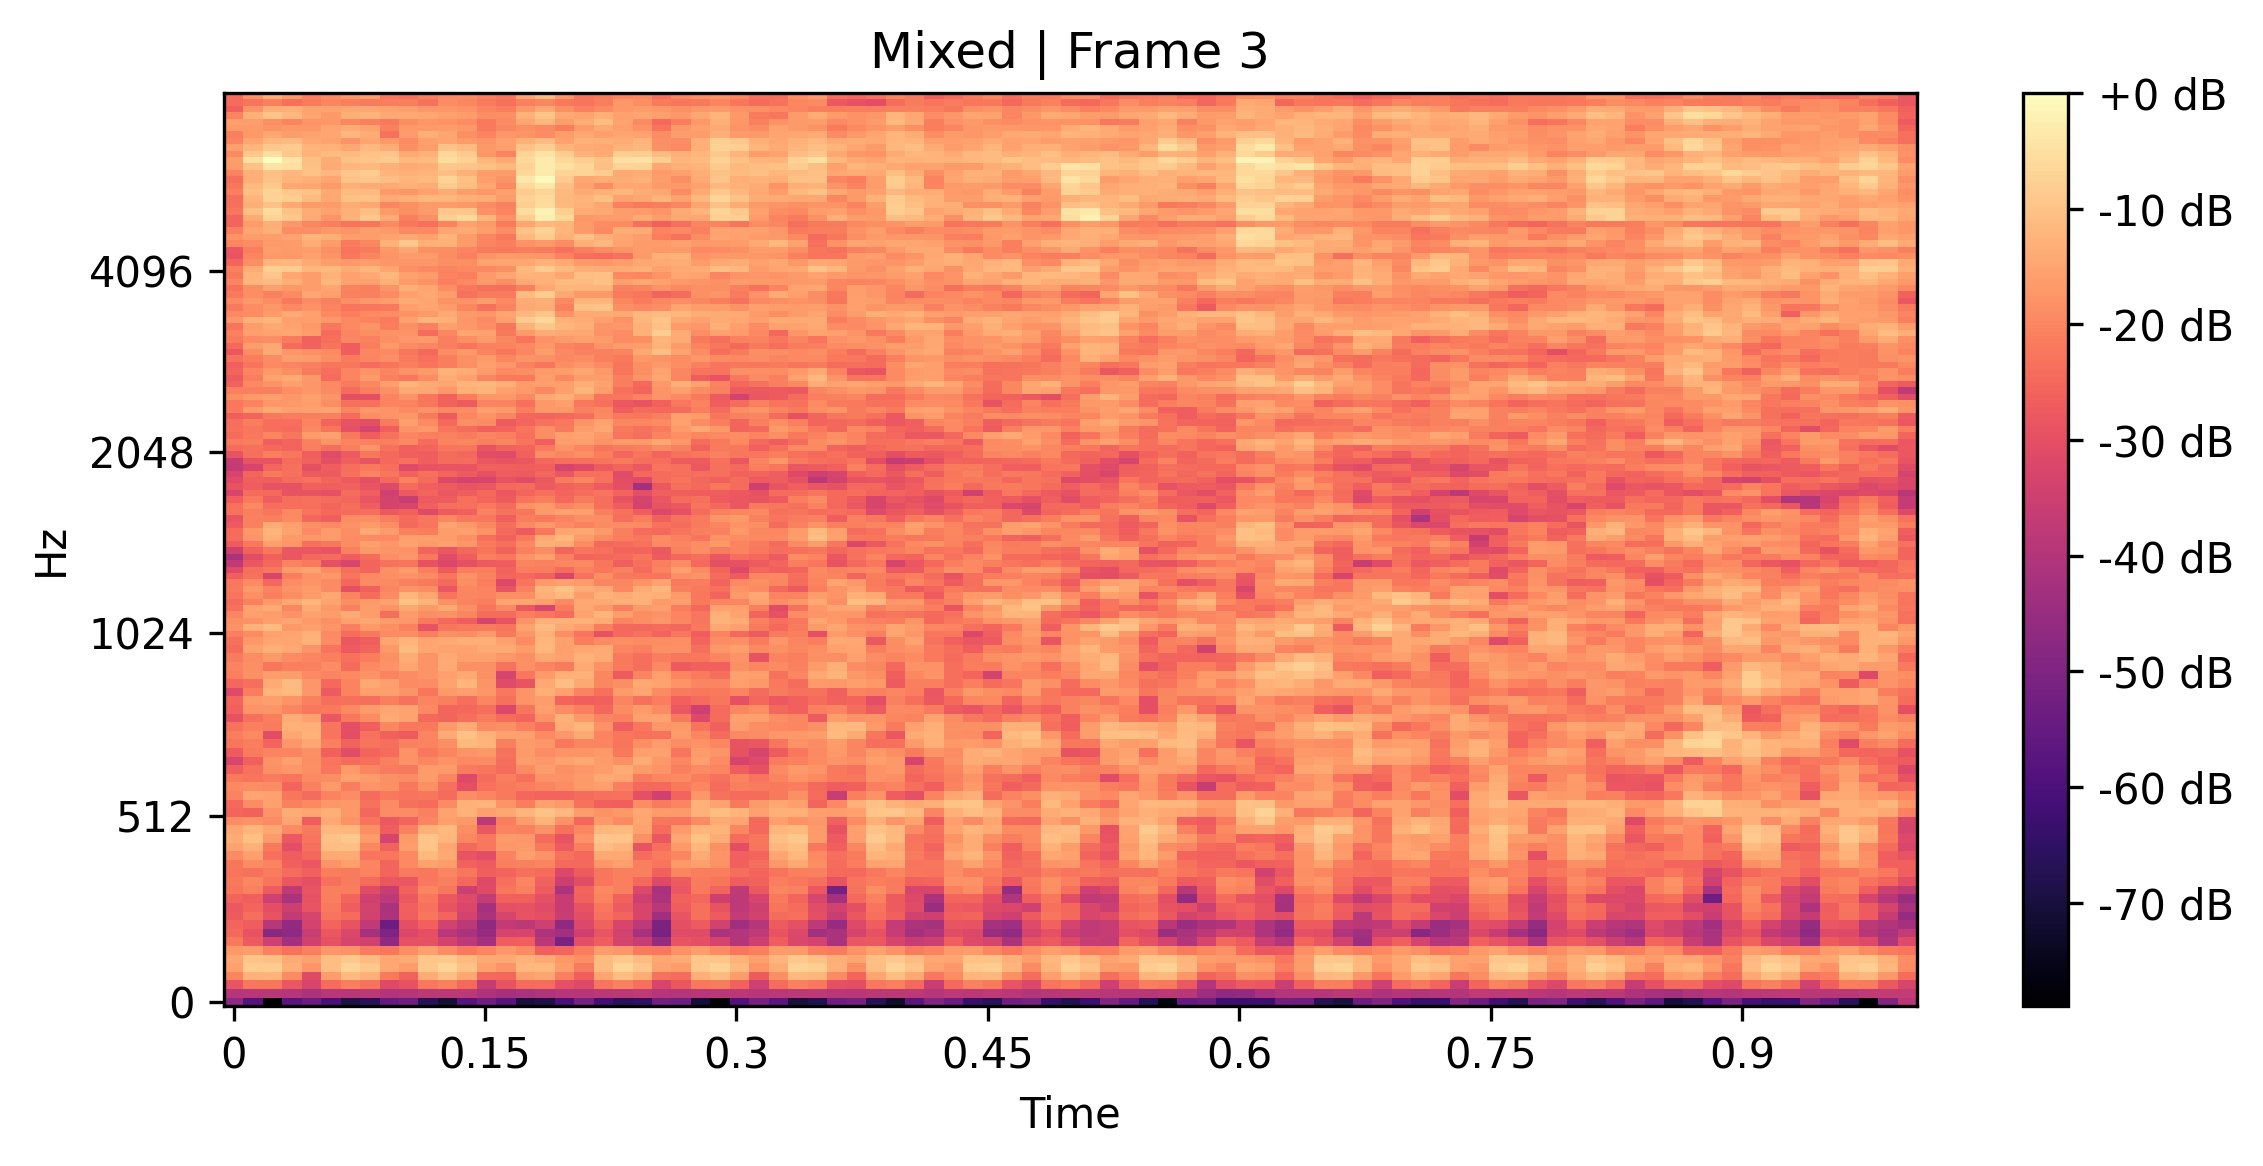 Mixed | Frame 3
+0 dB
-10 dB
-20 dB
-30 dB
-40 dB
-50 dB
-60 dB
-70 dB
Hz
4096
2048
1024
512
0
0 0.15 0.3 0.45 0.6 0.75 0.9
Time